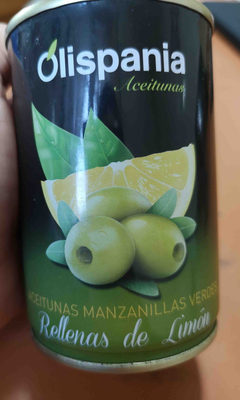 Olispania
Aceitunas
ACEITUNAS MANZANILLAS VERDES
Rellenas de Limón